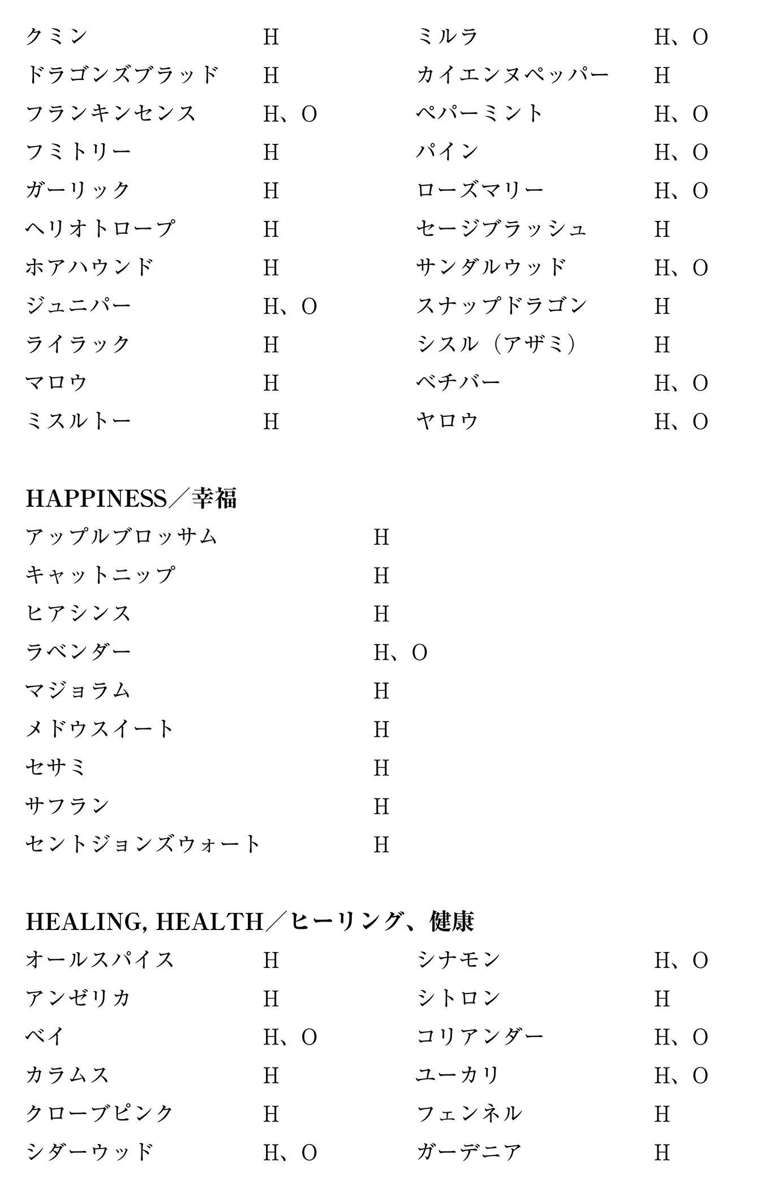 クミン H ミルラ H、O
ドラゴンズブラッド H カイエンヌペッパー H
フランキンセンス H、O ペパーミント H、O
フミトリー H パイン H、O
ガーリック H ローズマリー H、O
ヘリオトロープ H セージブラッシュ H
ホアハウンド H サンダルウッド H、O
ジュニパー H、O スナップドラゴン H
ライラック H シスル（アザミ） H
マロウ H ベチバー H、O
ミスルトー H ヤロウ H、O
HAPPINESS／幸福
アップルブロッサム H
キャットニップ H
ヒアシンス H
ラベンダー H、O
マジョラム H
メドウスイート H
セサミ H
サフラン H
セントジョンズウォート H
HEALING, HEALTH／ヒーリング、健康
オールスパイス H シナモン H、O
アンゼリカ H シトロン H
ベイ H、O コリアンダー H、O
カラムス H ユーカリ H、O
クローブピンク H フェンネル H
シダーウッド H、O ガーデニア H